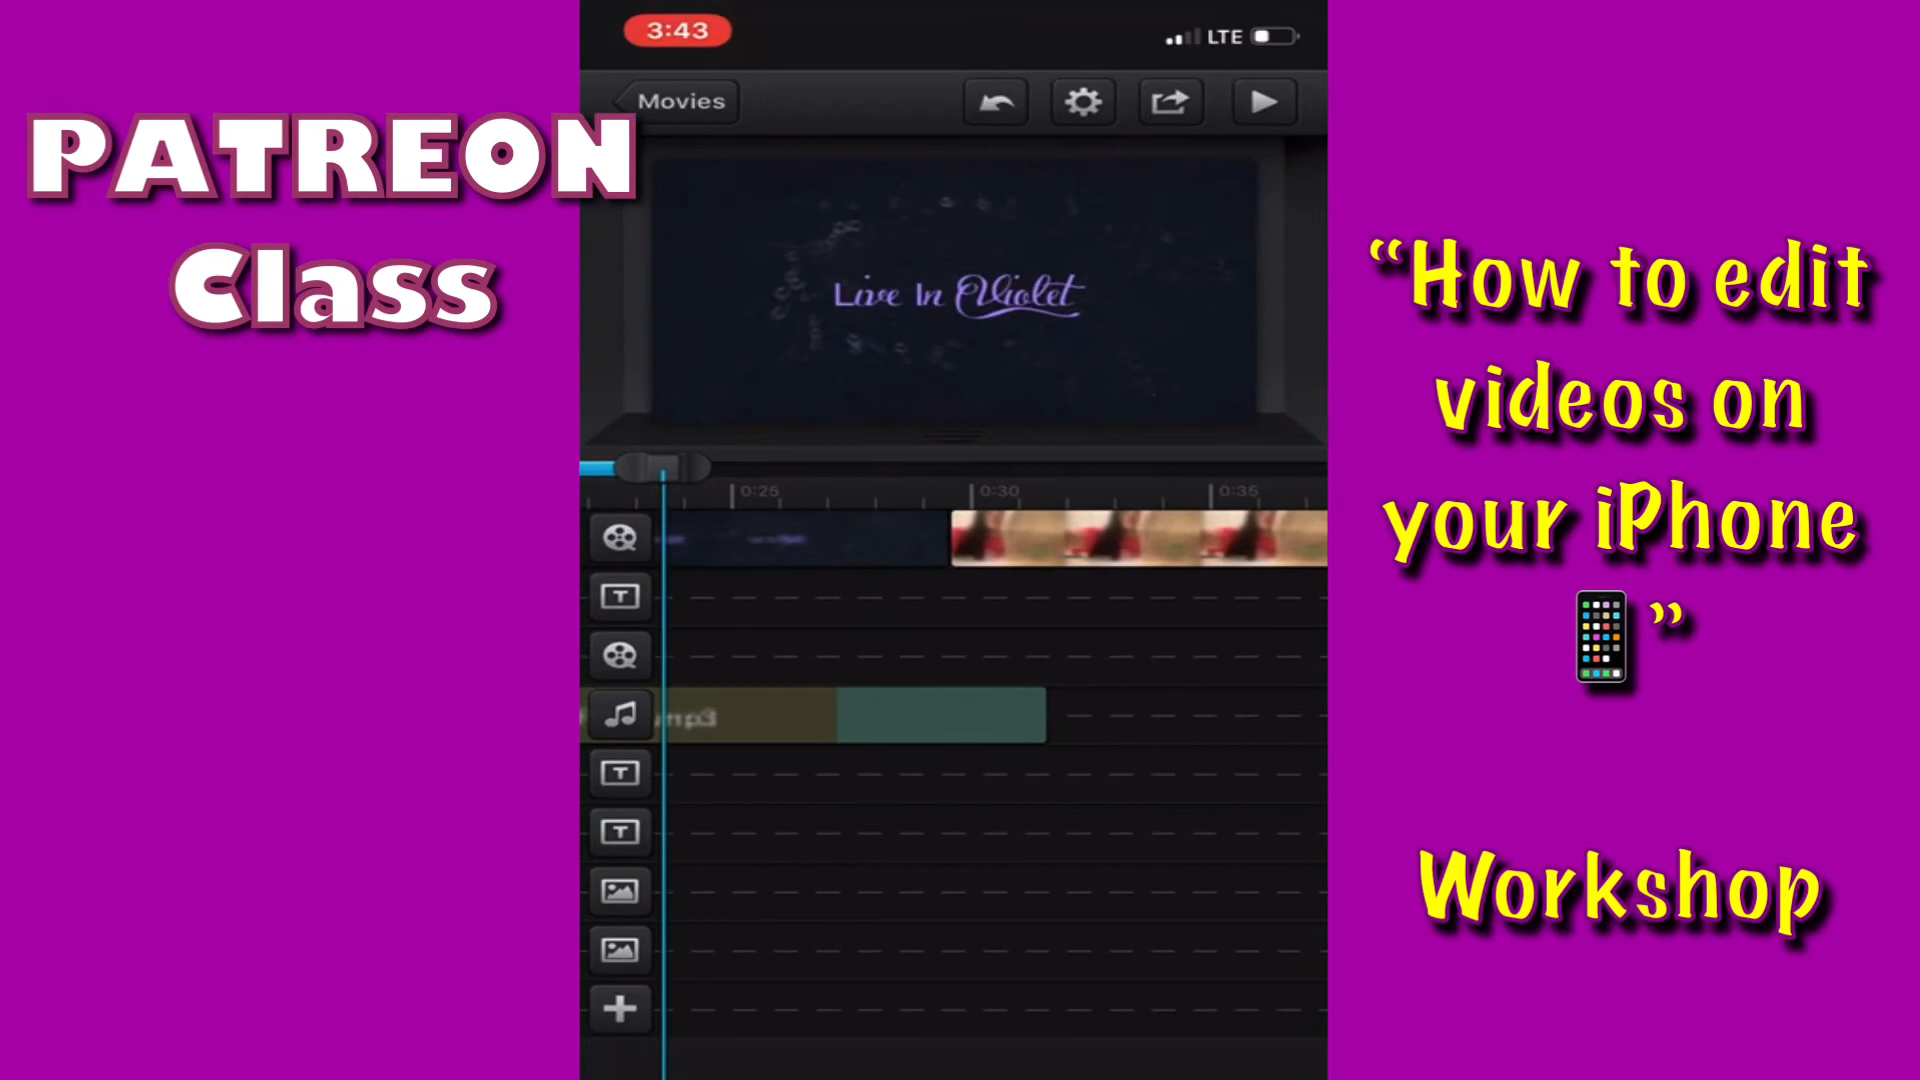 3:43
LTE
Movies
PATREON
Class
Live In Violet
"How to edit
videos on
your iPhone
📱"
Workshop
0:25
0:30
0:35
.mp3